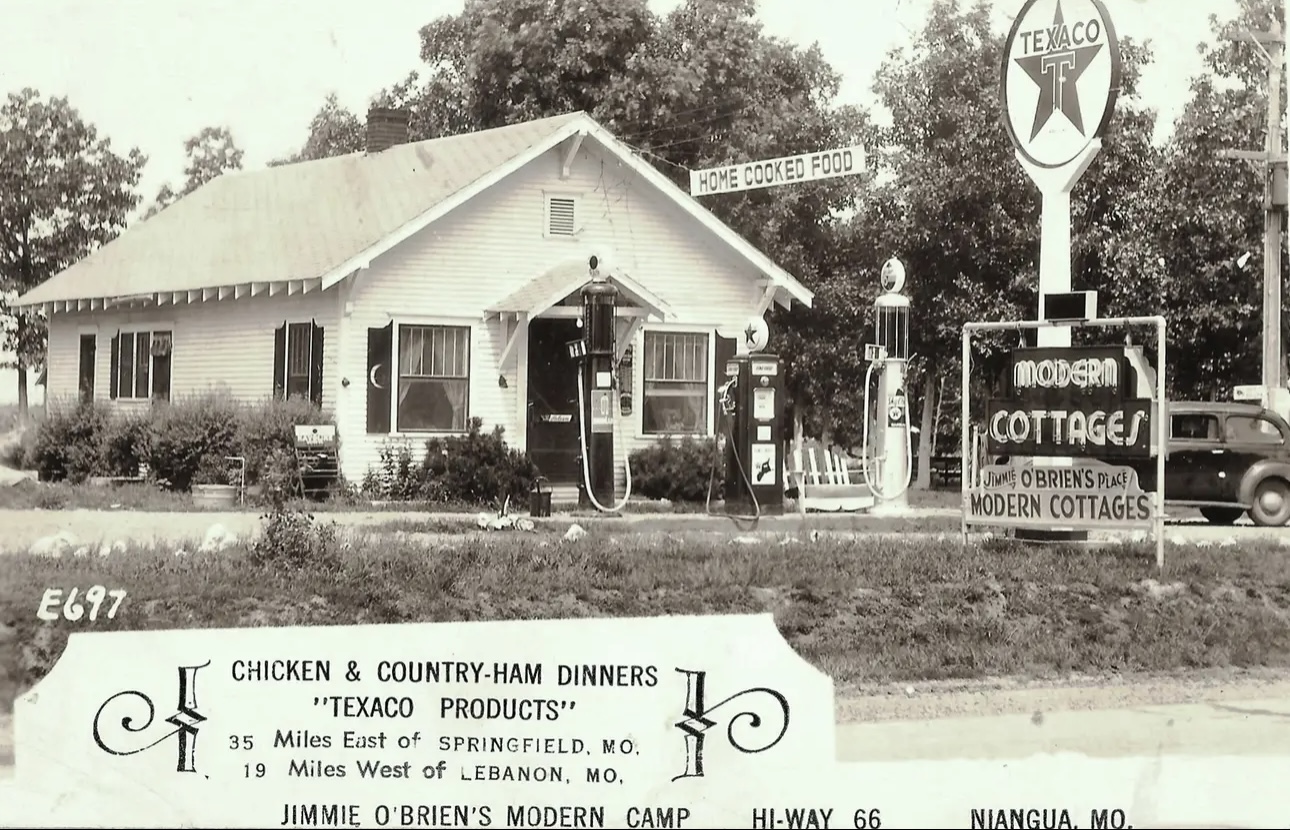 TEXACO
T
HOME COOKED FOOD
MODERN
COTTAGES
JIMMIE O'BRIEN'S PLACE
MODERN COTTAGES
E697
CHICKEN & COUNTRY-HAM DINNERS
"TEXACO PRODUCTS"
35 Miles East of SPRINGFIELD, MO.
19 Miles West of LEBANON, MO.
JIMMIE O'BRIEN'S MODERN CAMP HI-WAY 66 NIANGUA, MO.